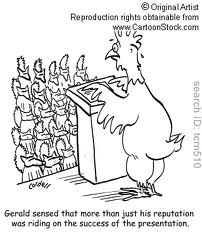 © Original Artist
Reproduction rights obtainable from
www.CartoonStock.com
search ID: tcrn510
Gerald sensed that more than just his reputation
was riding on the success of the presentation.